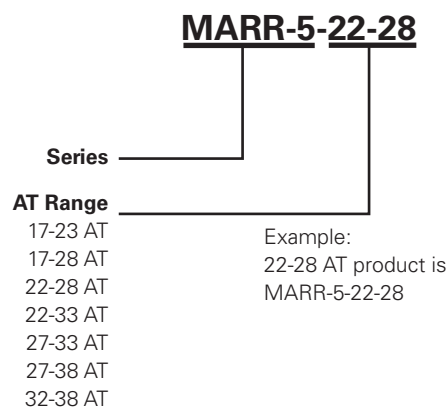 MARR-5-22-28
Series
AT Range
17-23 AT
17-28 AT
22-28 AT
22-33 AT
27-33 AT
27-38 AT
32-38 AT
Example:
22-28 AT product is
MARR-5-22-28